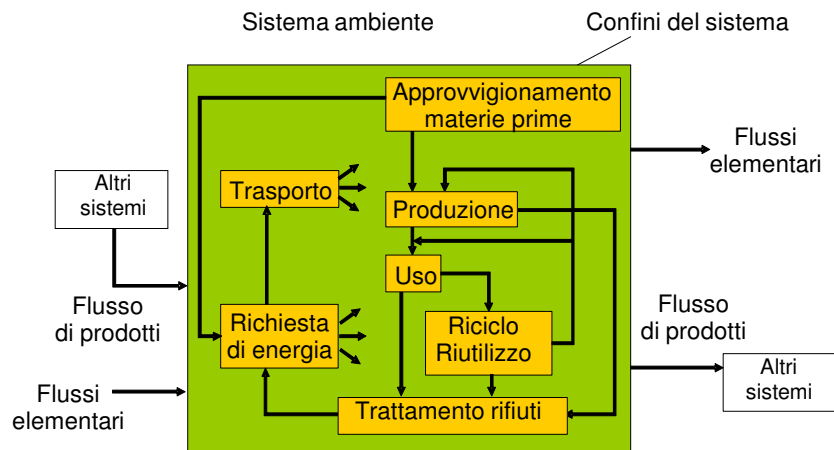 Sistema ambiente
Confini del sistema
Approvvigionamento
materie prime
Flussi
elementari
Altri
sistemi
Trasporto
Produzione
Uso
Flusso
di prodotti
Richiesta
di energia
Riciclo
Riutilizzo
Flusso
di prodotti
Altri
sistemi
Flussi
elementari
Trattamento rifiuti